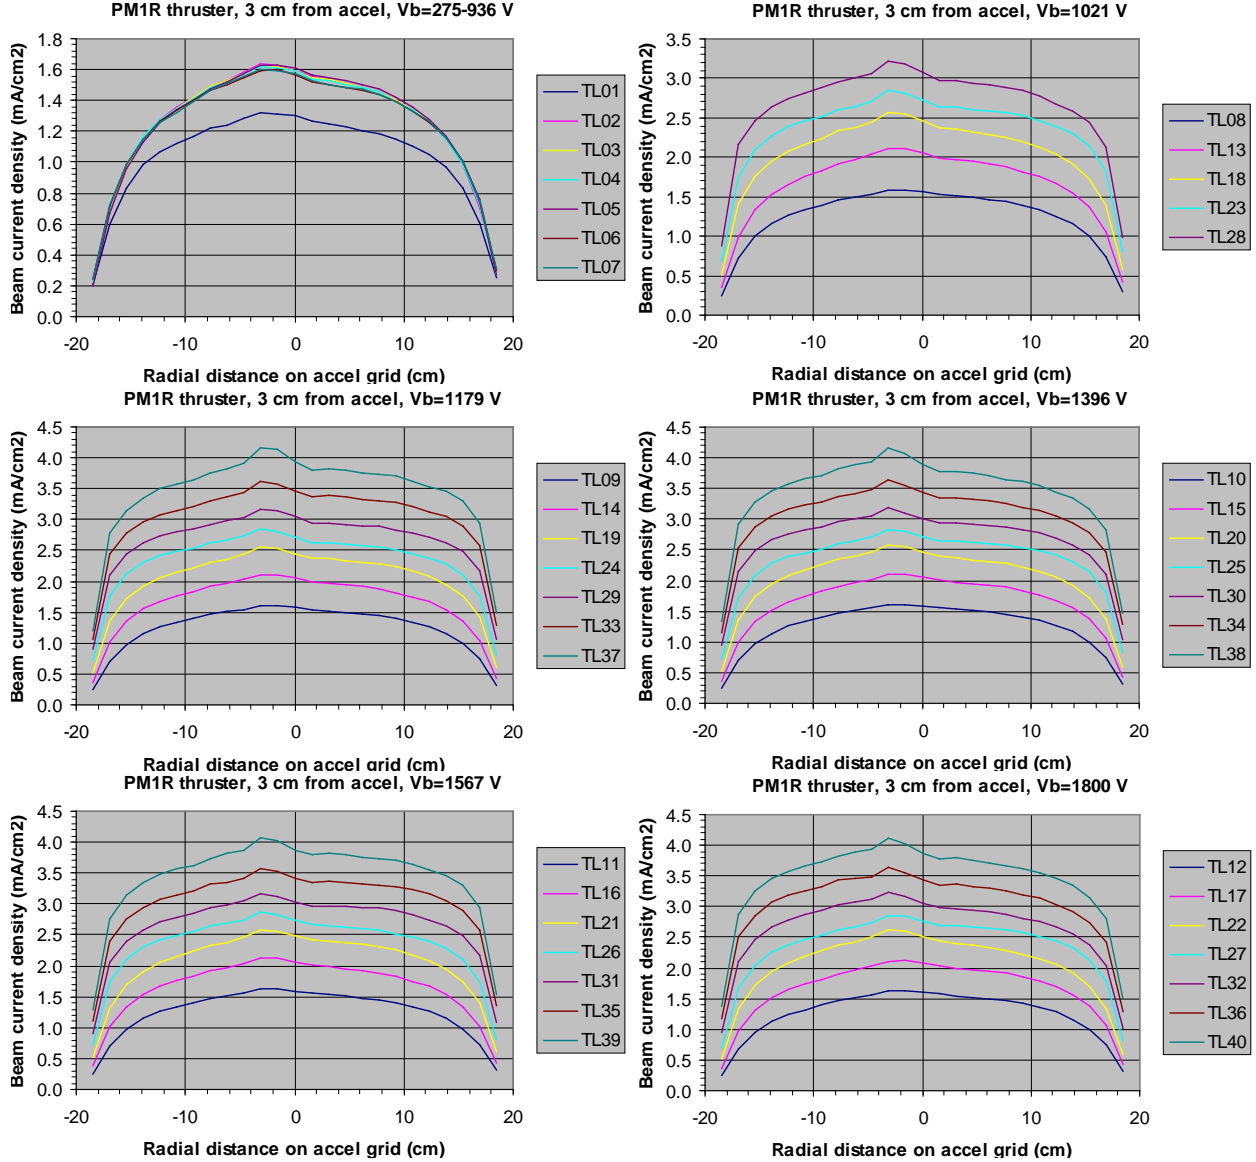 PM1R thruster, 3 cm from accel, Vb=275-936 V
Beam current density (mA/cm2)
1.8
1.6
1.4
1.2
1.0
0.8
0.6
0.4
0.2
0.0
-20
-10
0
10
20
Radial distance on accel grid (cm)
TL01
TL02
TL03
TL04
TL05
TL06
TL07
PM1R thruster, 3 cm from accel, Vb=1021 V
Beam current density (mA/cm2)
3.5
3.0
2.5
2.0
1.5
1.0
0.5
0.0
-20
-10
0
10
20
Radial distance on accel grid (cm)
TL08
TL13
TL18
TL23
TL28
PM1R thruster, 3 cm from accel, Vb=1179 V
Beam current density (mA/cm2)
4.5
4.0
3.5
3.0
2.5
2.0
1.5
1.0
0.5
0.0
-20
-10
0
10
20
Radial distance on accel grid (cm)
TL09
TL14
TL19
TL24
TL29
TL33
TL37
PM1R thruster, 3 cm from accel, Vb=1396 V
Beam current density (mA/cm2)
4.5
4.0
3.5
3.0
2.5
2.0
1.5
1.0
0.5
0.0
-20
-10
0
10
20
Radial distance on accel grid (cm)
TL10
TL15
TL20
TL25
TL30
TL34
TL38
PM1R thruster, 3 cm from accel, Vb=1567 V
Beam current density (mA/cm2)
4.5
4.0
3.5
3.0
2.5
2.0
1.5
1.0
0.5
0.0
-20
-10
0
10
20
Radial distance on accel grid (cm)
TL11
TL16
TL21
TL26
TL31
TL35
TL39
PM1R thruster, 3 cm from accel, Vb=1800 V
Beam current density (mA/cm2)
4.5
4.0
3.5
3.0
2.5
2.0
1.5
1.0
0.5
0.0
-20
-10
0
10
20
Radial distance on accel grid (cm)
TL12
TL17
TL22
TL27
TL32
TL36
TL40